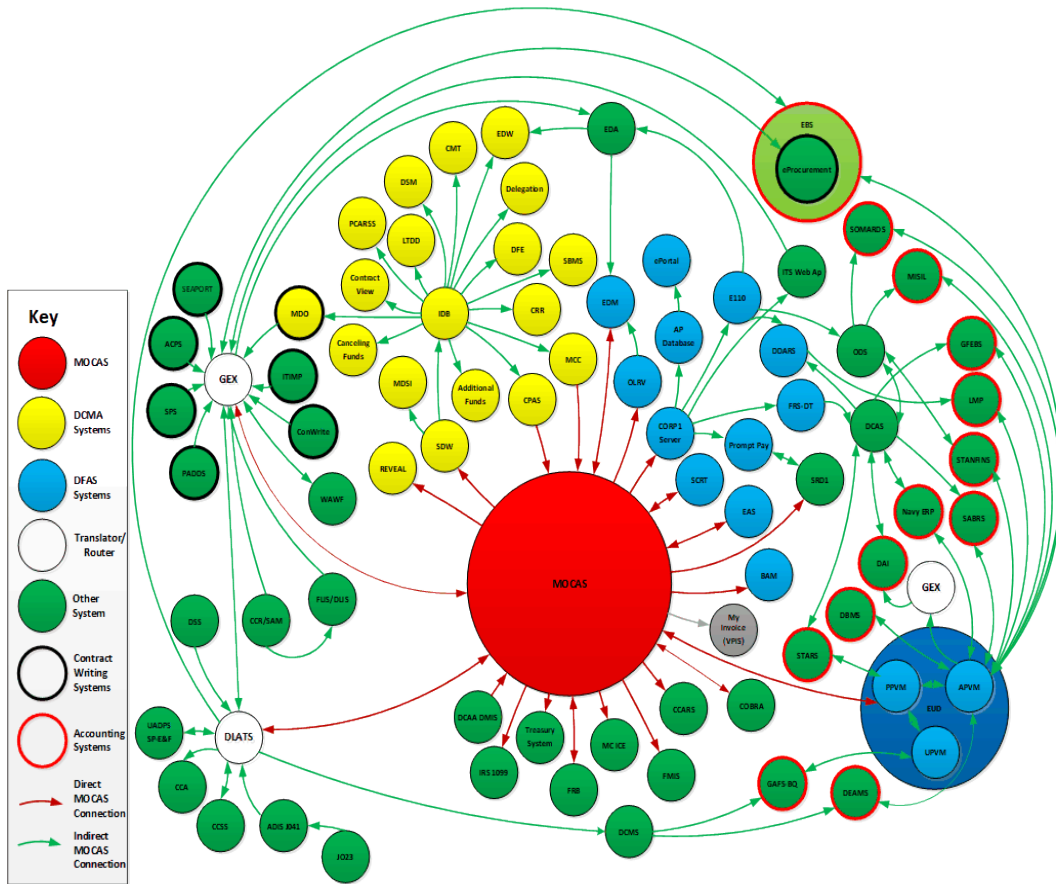 EBS
eProcurement
EDA
EDW
CMT
DSM
Delegation
PCARSS
LTDD
DFE
SBMS
Contract
View
IDB
CRR
MDO
Canceling
Funds
MCC
MDSI
Additional
Funds
CPAS
SDW
REVEAL
ePortal
EDM
AP
Database
OLRV
E110
ITS Web Ap
DDARS
CORP1
Server
FRS-DT
Prompt Pay
SCRT
EAS
BAM
SRD1
ODS
DCAS
SOMARDS
MISIL
GFEBS
LMP
STANFINS
SABRS
Navy ERP
DAI
GEX
DBMS
STARS
PPVM
APVM
EUD
UPVM
GAFS-BQ
DEAMS
SEAPORT
ACPS
GEX
ITIMP
SPS
ConWrite
PADDS
WAWF
FUS/DUS
CCR/SAM
DSS
MOCAS
My
Invoice
(VPIS)
UADPS
SP-E&F
DLATS
CCA
CCSS
ADIS J041
JO23
DCAA DMIS
IRS 1099
Treasury
System
FRB
MC ICE
FMIS
CCARS
COBRA
DCMS
Key
MOCAS
DCMA
Systems
DFAS
Systems
Translator/
Router
Other
System
Contract
Writing
Systems
Accounting
Systems
Direct
MOCAS
Connection
Indirect
MOCAS
Connection